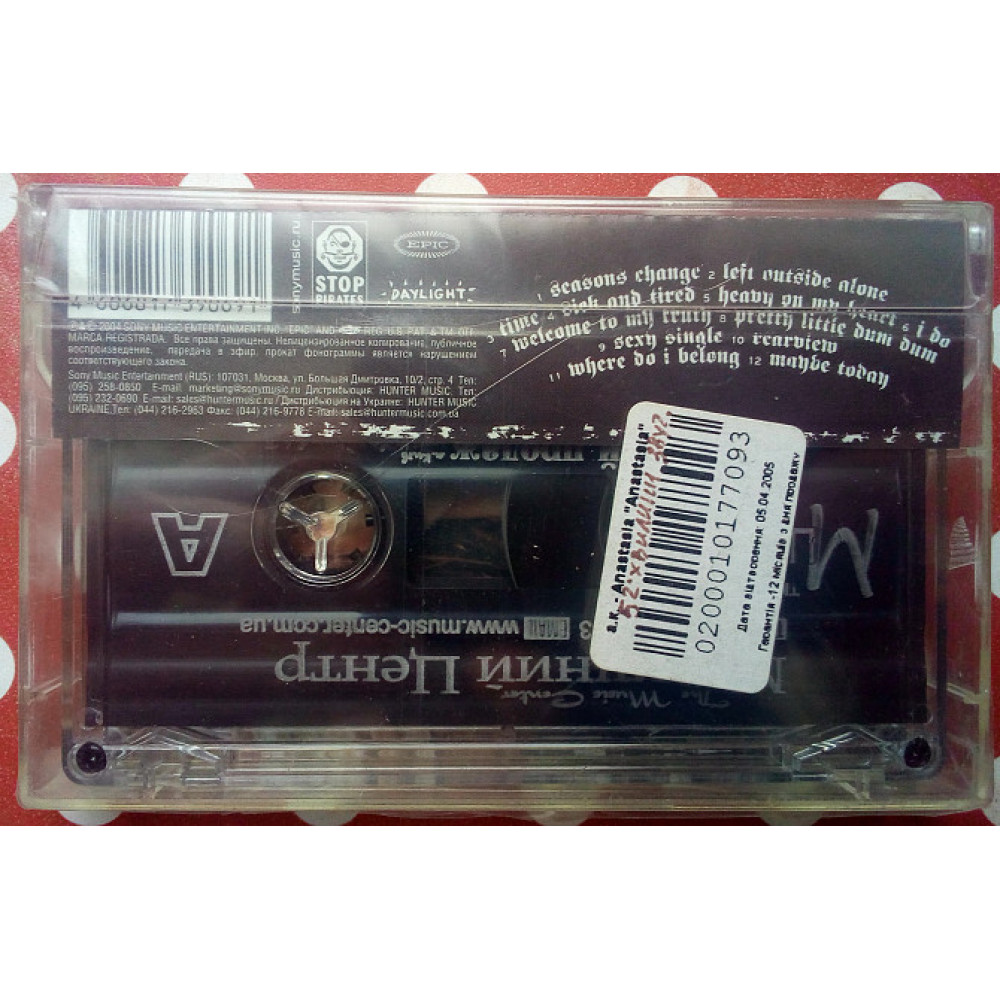 4 606817 390691
sonymusic.ru
STOP
PIRATES
EPIC
DAYLIGHT
℗ & © 2004 SONY MUSIC ENTERTAINMENT INC. EPIC AND REG. U.S. PAT. & TM. OFF.
MARCA REGISTRADA. Все права защищены. Нелицензированное копирование, публичное
воспроизведение, передача в эфир, прокат фонограммы является нарушением
соответствующего закона.
Sony Music Entertainment (RUS): 107031, Москва, ул. Большая Дмитровка, 10/2, стр. 4 Тел:
(095) 258-0850 E-mail: marketing@sonymusic.ru Дистрибьюция: HUNTER MUSIC. Тел:
(095) 232-0690 E-mail: sales@huntermusic.ru / Дистрибьюция на Украине: HUNTER MUSIC
UKRAINE.Тел: (044) 216-2963 Факс: (044) 216-9778 E-mail: sales@huntermusic.com.ua
1 seasons change 2 left outside alone
3 time 4 sick and tired 5 heavy on my heart 6 i do
7 welcome to my truth 8 pretty little dum dum
9 sexy single 10 rearview
11 where do i belong 12 maybe today
а.к. - Anastasia "Anastasia"
0200010177093
Дата відтворення: 05.04.2005
Гарантія -12 місяців з дня продажу
M
A
EMAIL www.music-center.com.ua
Центр
The Music Center